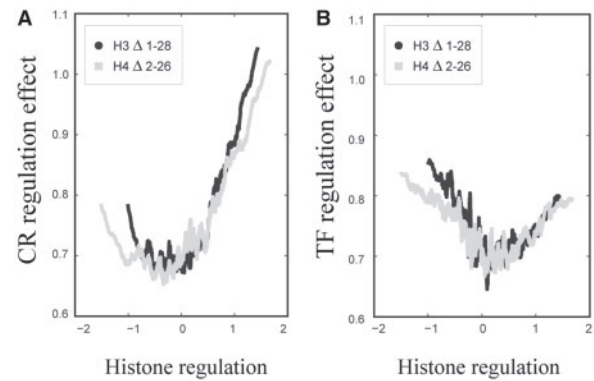 A
CR regulation effect
1.1
1.0
0.9
0.8
0.7
0.6
H3 Δ 1-28
H4 Δ 2-26
−2
−1
0
1
2
Histone regulation
B
TF regulation effect
1.1
1.0
0.9
0.8
0.7
0.6
H3 Δ 1-28
H4 Δ 2-26
−2
−1
0
1
2
Histone regulation